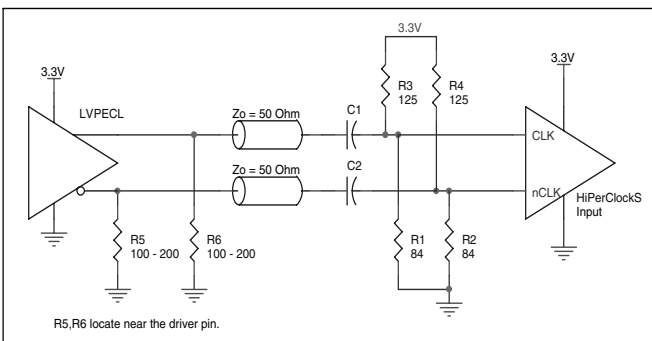 3.3V
3.3V
3.3V
LVPECL
Zo = 50 Ohm
C1
R3
125
R4
125
CLK
Zo = 50 Ohm
C2
nCLK
HiPerClockS
Input
R5
100 - 200
R6
100 - 200
R1
84
R2
84
R5,R6 locate near the driver pin.